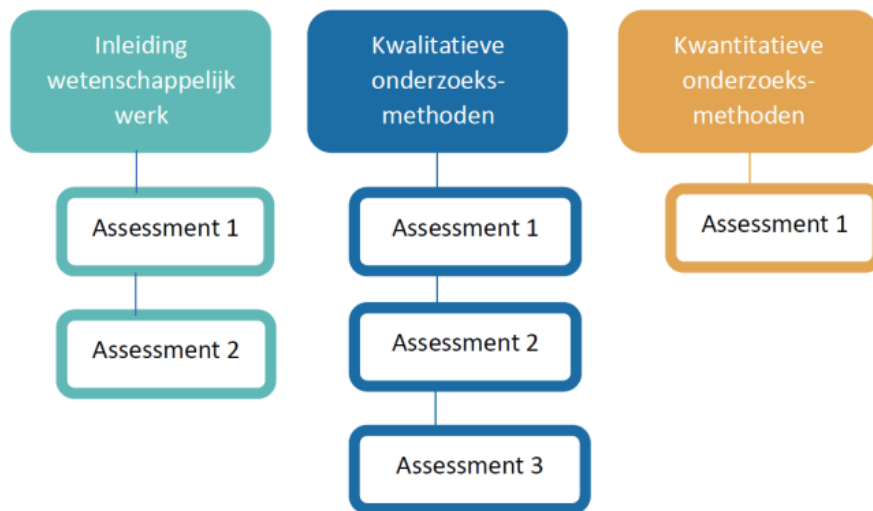 Inleiding
wetenschappelijk
werk
Assessment 1
Assessment 2
Kwalitatieve
onderzoeks-
methoden
Assessment 1
Assessment 2
Assessment 3
Kwantitatieve
onderzoeks-
methoden
Assessment 1